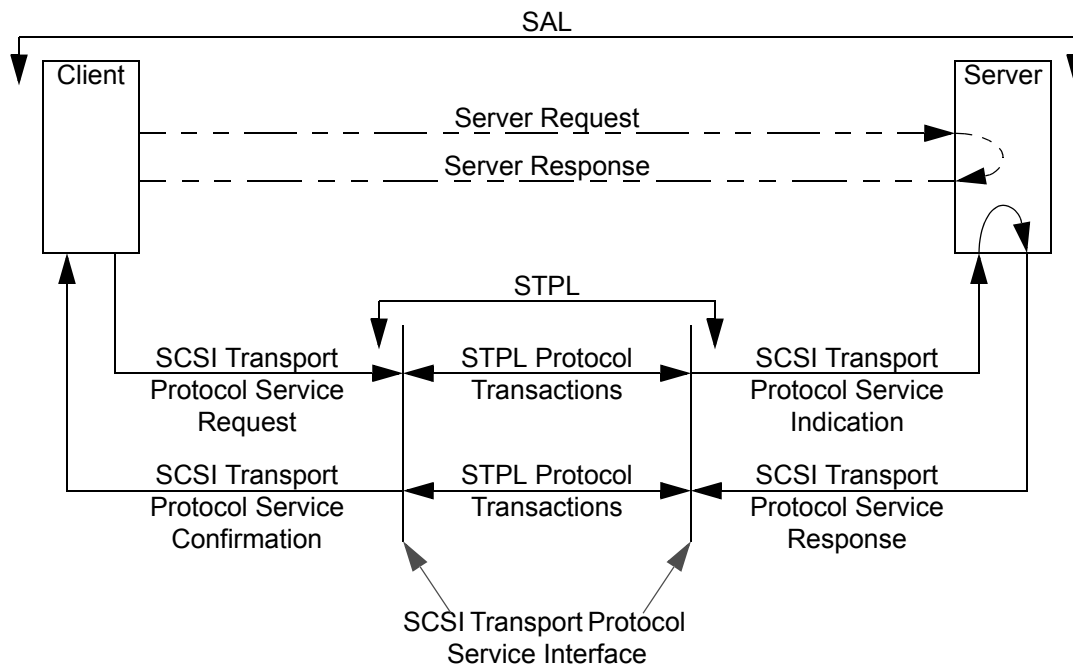 SAL
Client
Server
Server Request
Server Response
STPL
SCSI Transport
Protocol Service
Request
STPL Protocol
Transactions
SCSI Transport
Protocol Service
Indication
SCSI Transport
Protocol Service
Confirmation
STPL Protocol
Transactions
SCSI Transport
Protocol Service
Response
SCSI Transport Protocol
Service Interface